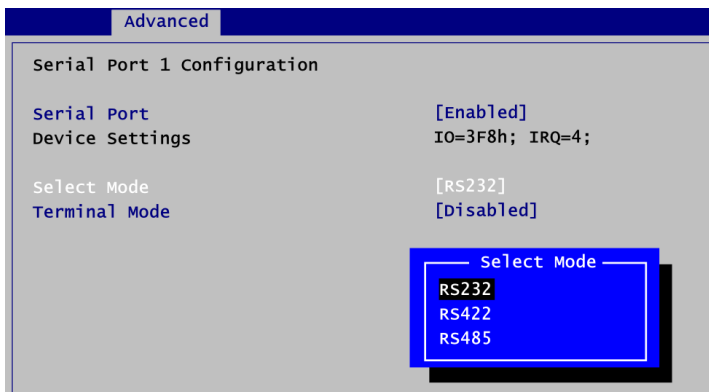 Advanced
Serial Port 1 Configuration
Serial Port [Enabled]
Device Settings IO=3F8h; IRQ=4;
Select Mode [RS232]
Terminal Mode [Disabled]
Select Mode
RS232
RS422
RS485